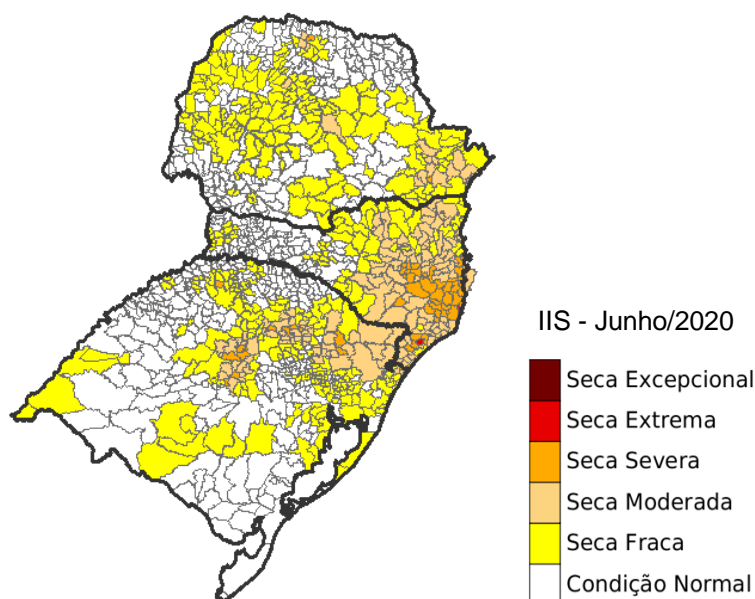 IIS - Junho/2020
Seca Excepcional
Seca Extrema
Seca Severa
Seca Moderada
Seca Fraca
Condição Normal